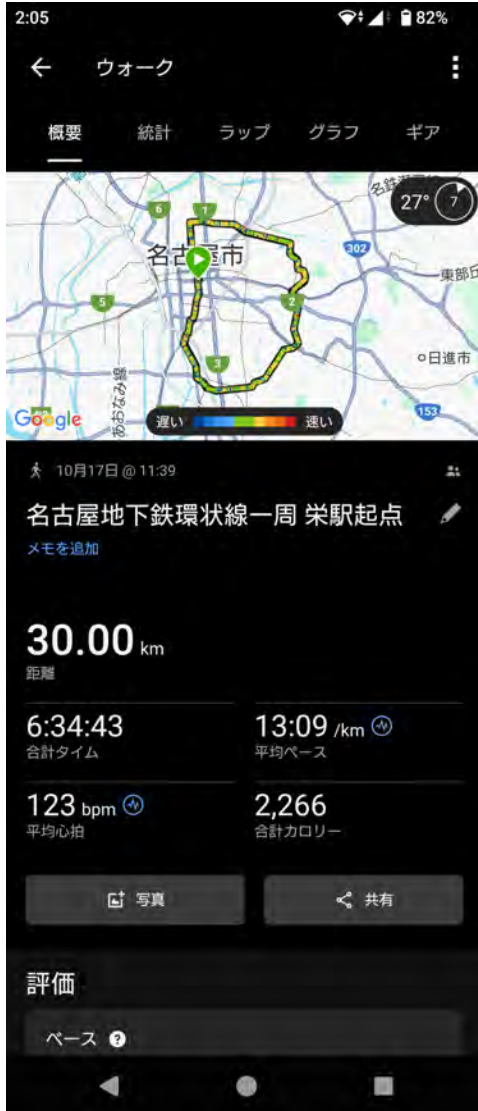 2:05
82%
ウォーク
概要 統計 ラップ グラフ ギア
27° 7
6 1
302
名古屋市
東部丘
5 2
3
日進市
あおなみ線
153
Google
遅い 速い
10月17日 @ 11:39
名古屋地下鉄環状線一周 栄駅起点
メモを追加
30.00 km
距離
6:34:43 13:09 /km
合計タイム 平均ペース
123 bpm 2,266
平均心拍 合計カロリー
写真 共有
評価
ペース ?